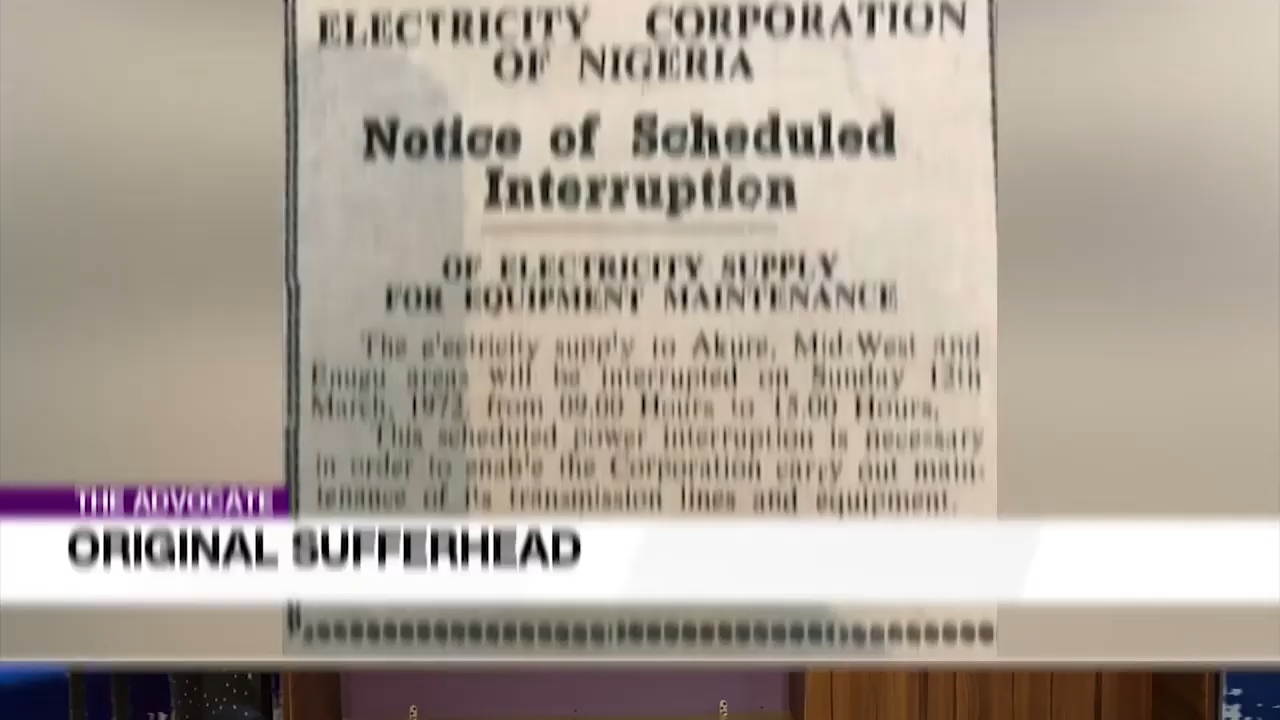 ELECTRICITY CORPORATION
OF NIGERIA
Notice of Scheduled
Interruption
OF ELECTRICITY SUPPLY
FOR EQUIPMENT MAINTENANCE
The electricity supply to Akure, Mid-West and
Enugu areas will be interrupted on Sunday 12th
March, 1972, from 09.00 Hours to 15.00 Hours.
This scheduled power interruption is necessary
in order to enable the Corporation carry out main-
tenance of its transmission lines and equipment.
THE ADVOCATE
ORIGINAL SUFFERHEAD